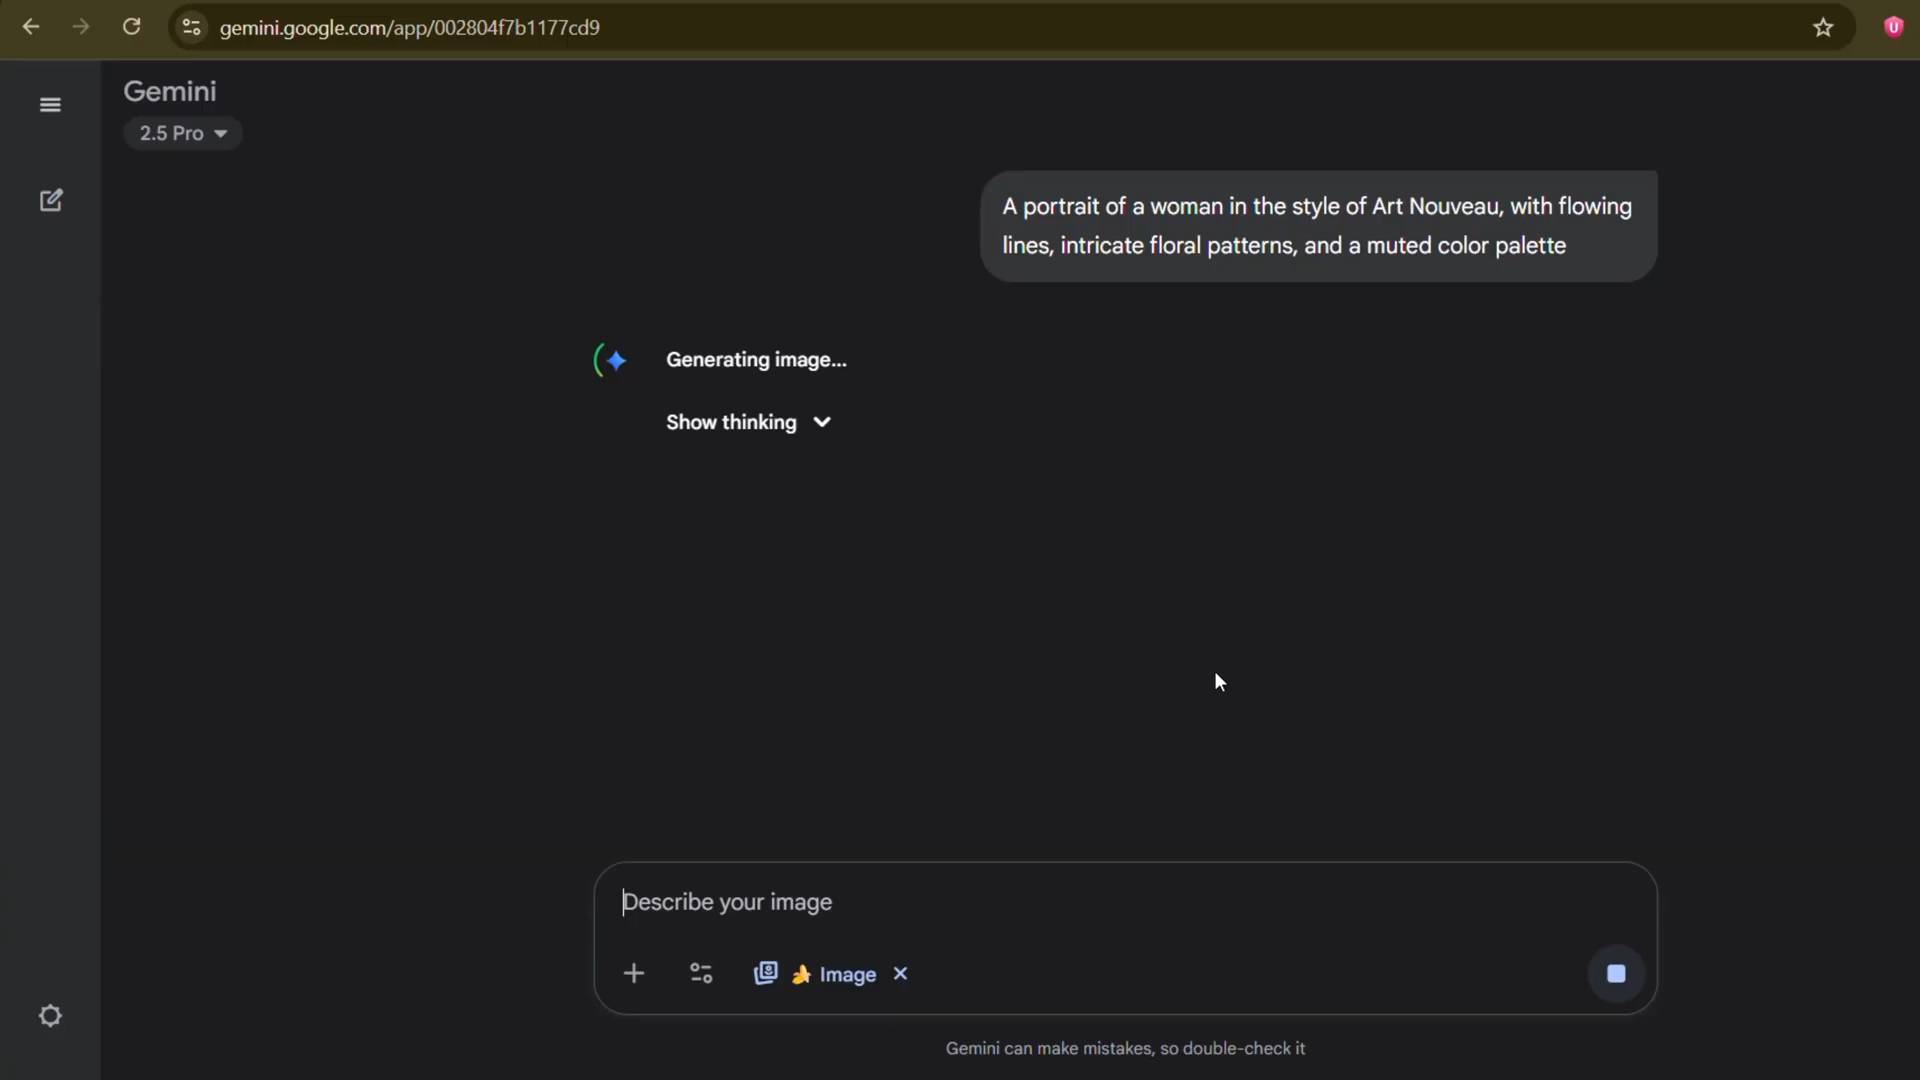 gemini.google.com/app/002804f7b1177cd9
Gemini
2.5 Pro
A portrait of a woman in the style of Art Nouveau, with flowing
lines, intricate floral patterns, and a muted color palette
Generating image...
Show thinking
Describe your image
🍌 Image
Gemini can make mistakes, so double-check it